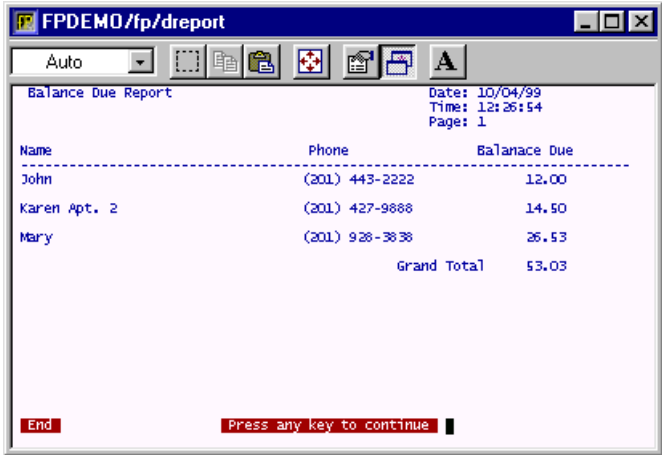 FPDEMO/fp/dreport
Auto
A
Balance Due Report Date: 10/04/99
Time: 12:26:54
Page: 1
Name Phone Balanace Due
John (201) 443-2222 12.00
Karen Apt. 2 (201) 427-9888 14.50
Mary (201) 928-3838 26.53
Grand Total 53.03
End Press any key to continue